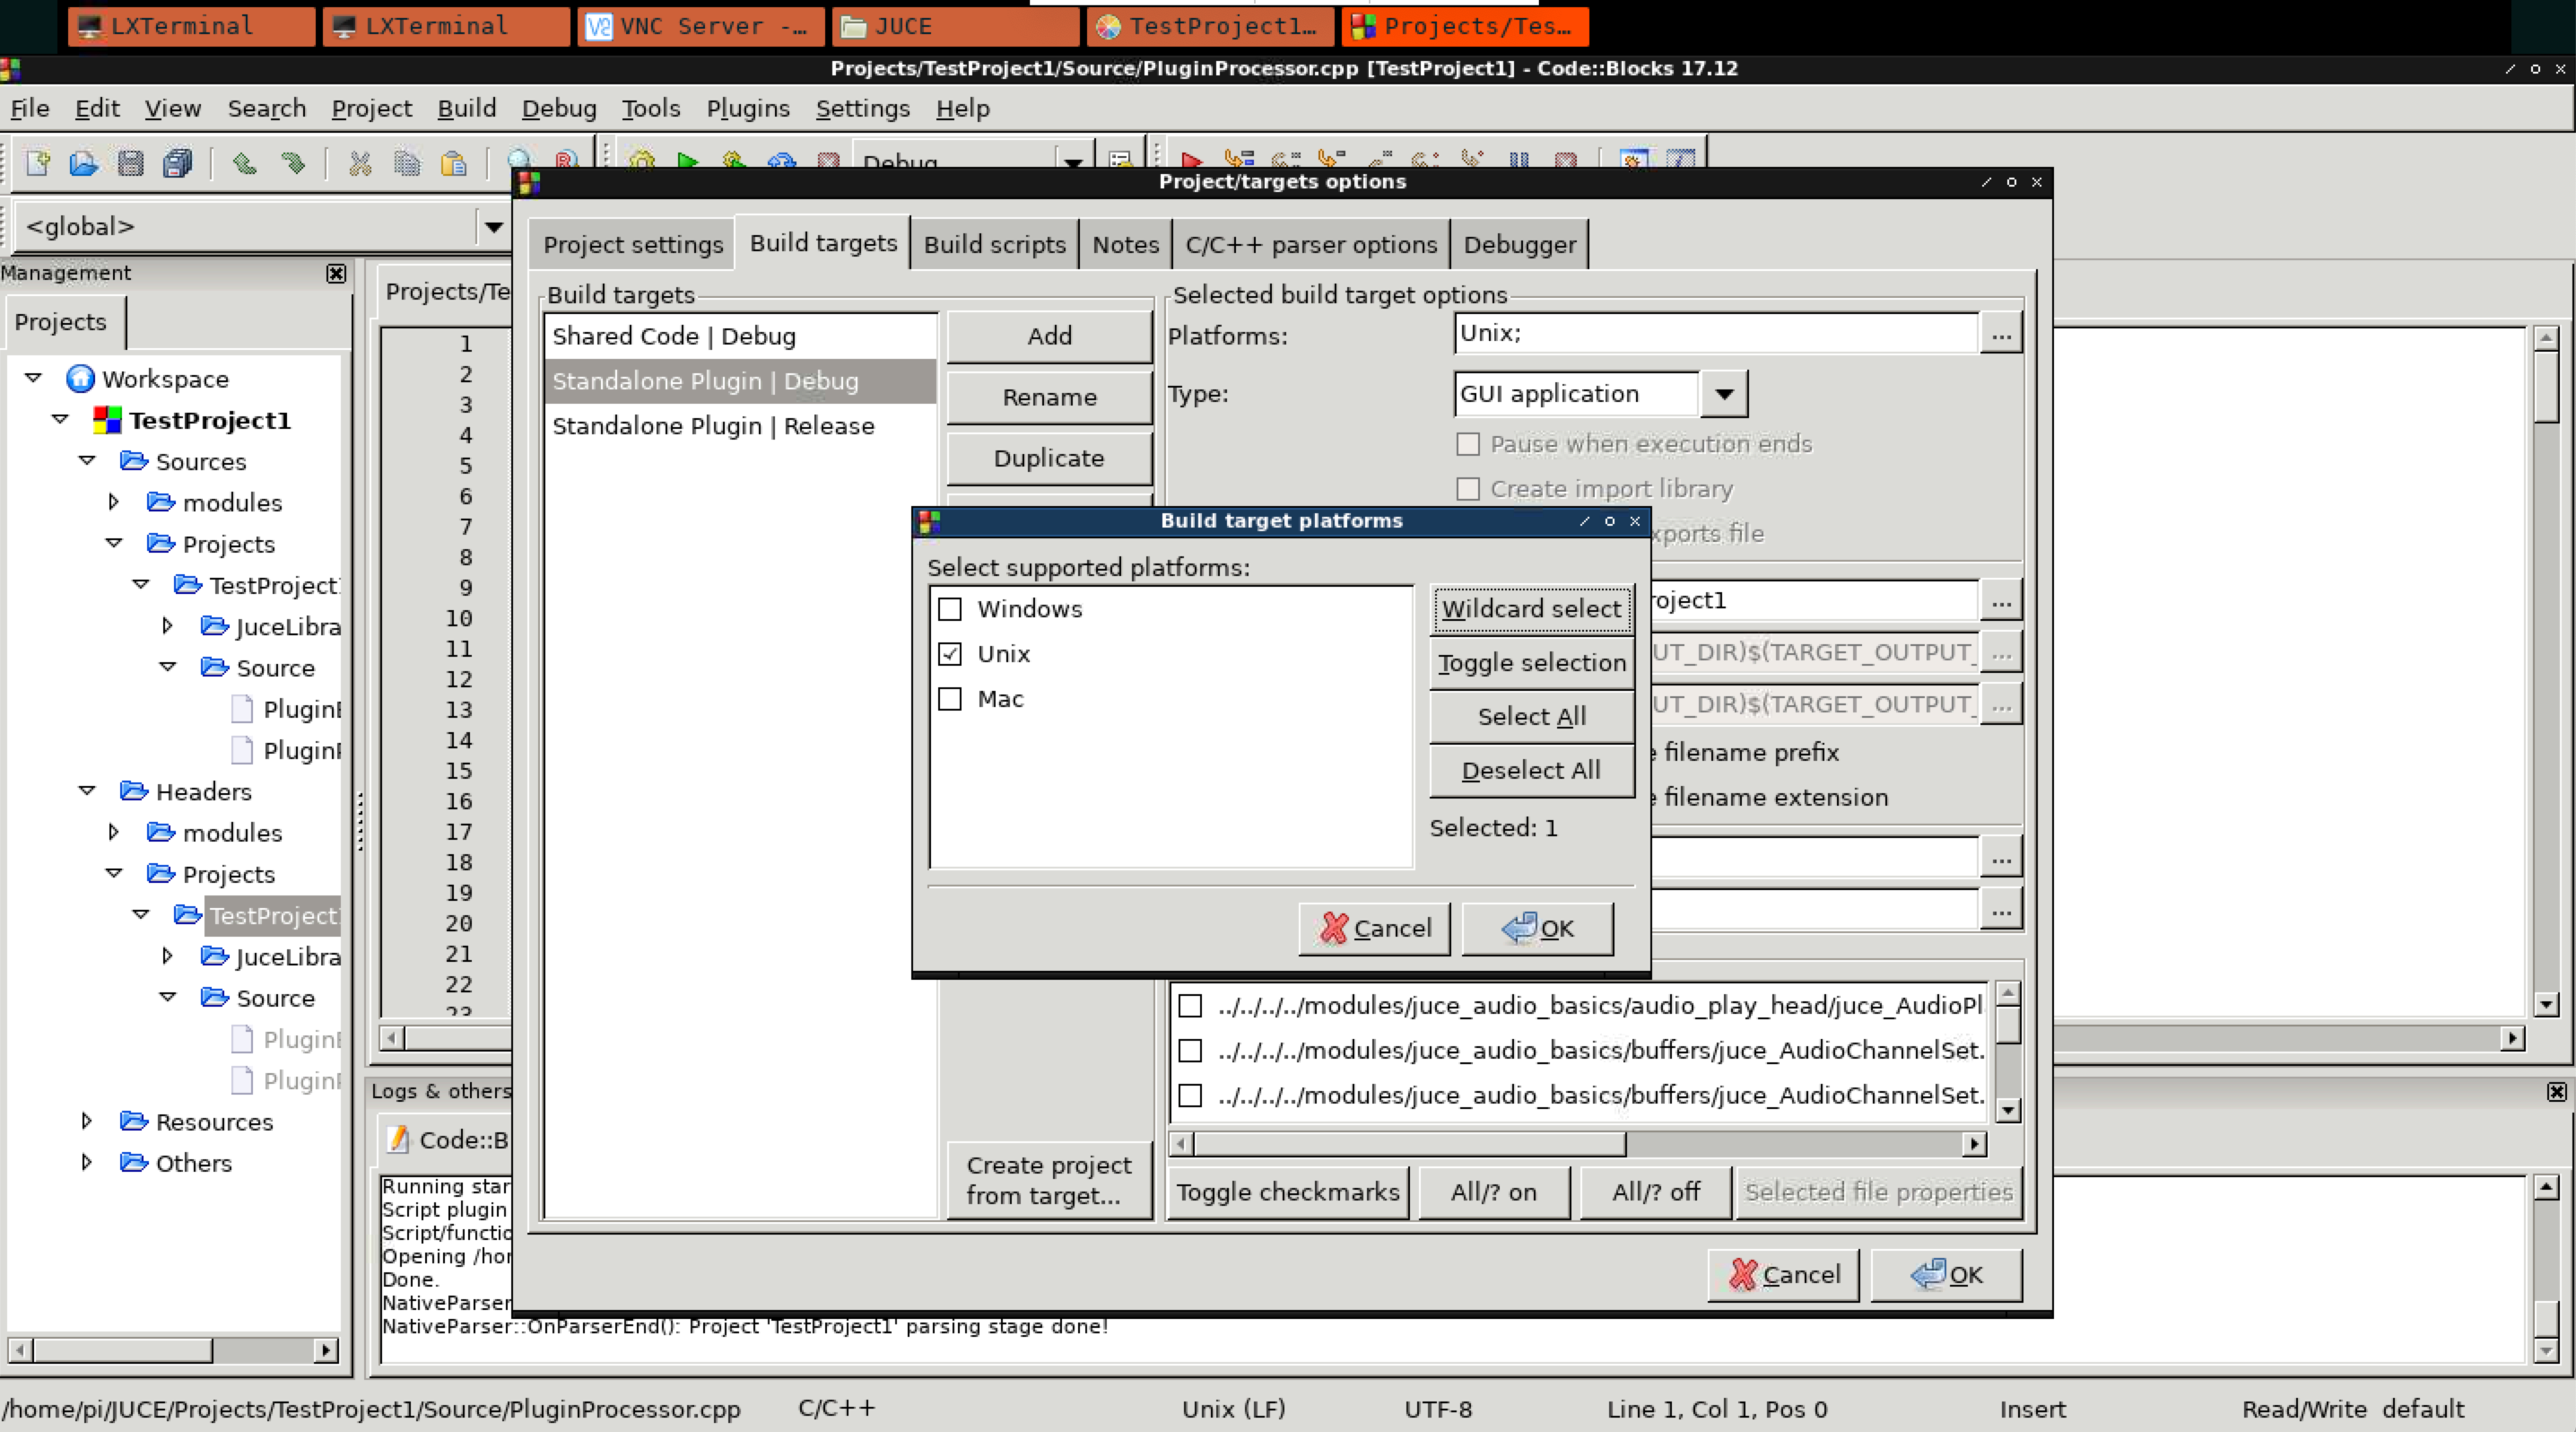 LXTerminal
LXTerminal
VNC Server -...
JUCE
TestProject1...
Projects/Tes...
Projects/TestProject1/Source/PluginProcessor.cpp [TestProject1] - Code::Blocks 17.12
File Edit View Search Project Build Debug Tools Plugins Settings Help
Debug
Project/targets options
<global>
Project settings
Build targets
Build scripts
Notes
C/C++ parser options
Debugger
Management
Projects
Workspace
TestProject1
Sources
modules
Projects
TestProject
JuceLibra
Source
Plugin
Plugin
Headers
modules
Projects
TestProject
JuceLibra
Source
Plugin
Plugin
Resources
Others
Projects/Te
1
2
3
4
5
6
7
8
9
10
11
12
13
14
15
16
17
18
19
20
21
22
23
Build targets
Shared Code | Debug
Standalone Plugin | Debug
Standalone Plugin | Release
Add
Rename
Duplicate
Create project
from target...
Selected build target options
Platforms:
Unix;
...
Type:
GUI application
Pause when execution ends
Create import library
xports file
roject1
...
UT_DIR)$(TARGET_OUTPUT_
...
UT_DIR)$(TARGET_OUTPUT_
...
filename prefix
filename extension
...
...
Build target platforms
Select supported platforms:
Windows
Unix
Mac
Wildcard select
Toggle selection
Select All
Deselect All
Selected: 1
Cancel
OK
../../../../modules/juce_audio_basics/audio_play_head/juce_AudioPl
../../../../modules/juce_audio_basics/buffers/juce_AudioChannelSet.
../../../../modules/juce_audio_basics/buffers/juce_AudioChannelSet.
Toggle checkmarks
All/? on
All/? off
Selected file properties
Cancel
OK
Logs & others
Code::B
Running star
Script plugin
Script/functio
Opening /hor
Done.
NativeParser
NativeParser::OnParserEnd(): Project 'TestProject1' parsing stage done!
/home/pi/JUCE/Projects/TestProject1/Source/PluginProcessor.cpp
C/C++
Unix (LF)
UTF-8
Line 1, Col 1, Pos 0
Insert
Read/Write default